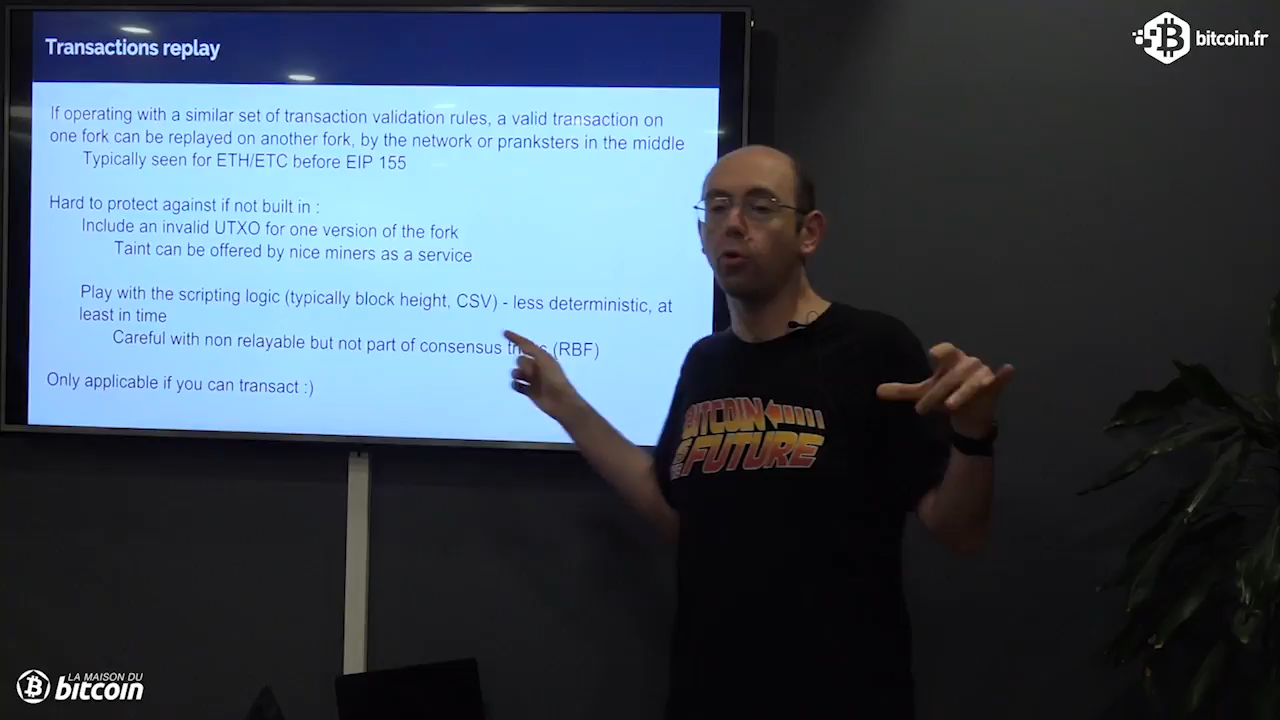 Transactions replay
bitcoin.fr
If operating with a similar set of transaction validation rules, a valid transaction on
one fork can be replayed on another fork, by the network or pranksters in the middle
Typically seen for ETH/ETC before EIP 155
Hard to protect against if not built in :
Include an invalid UTXO for one version of the fork
Taint can be offered by nice miners as a service
Play with the scripting logic (typically block height, CSV) - less deterministic, at
least in time
Careful with non relayable but not part of consensus (RBF)
Only applicable if you can transact :)
BITCOIN
FUTURE
LA MAISON DU
bitcoin